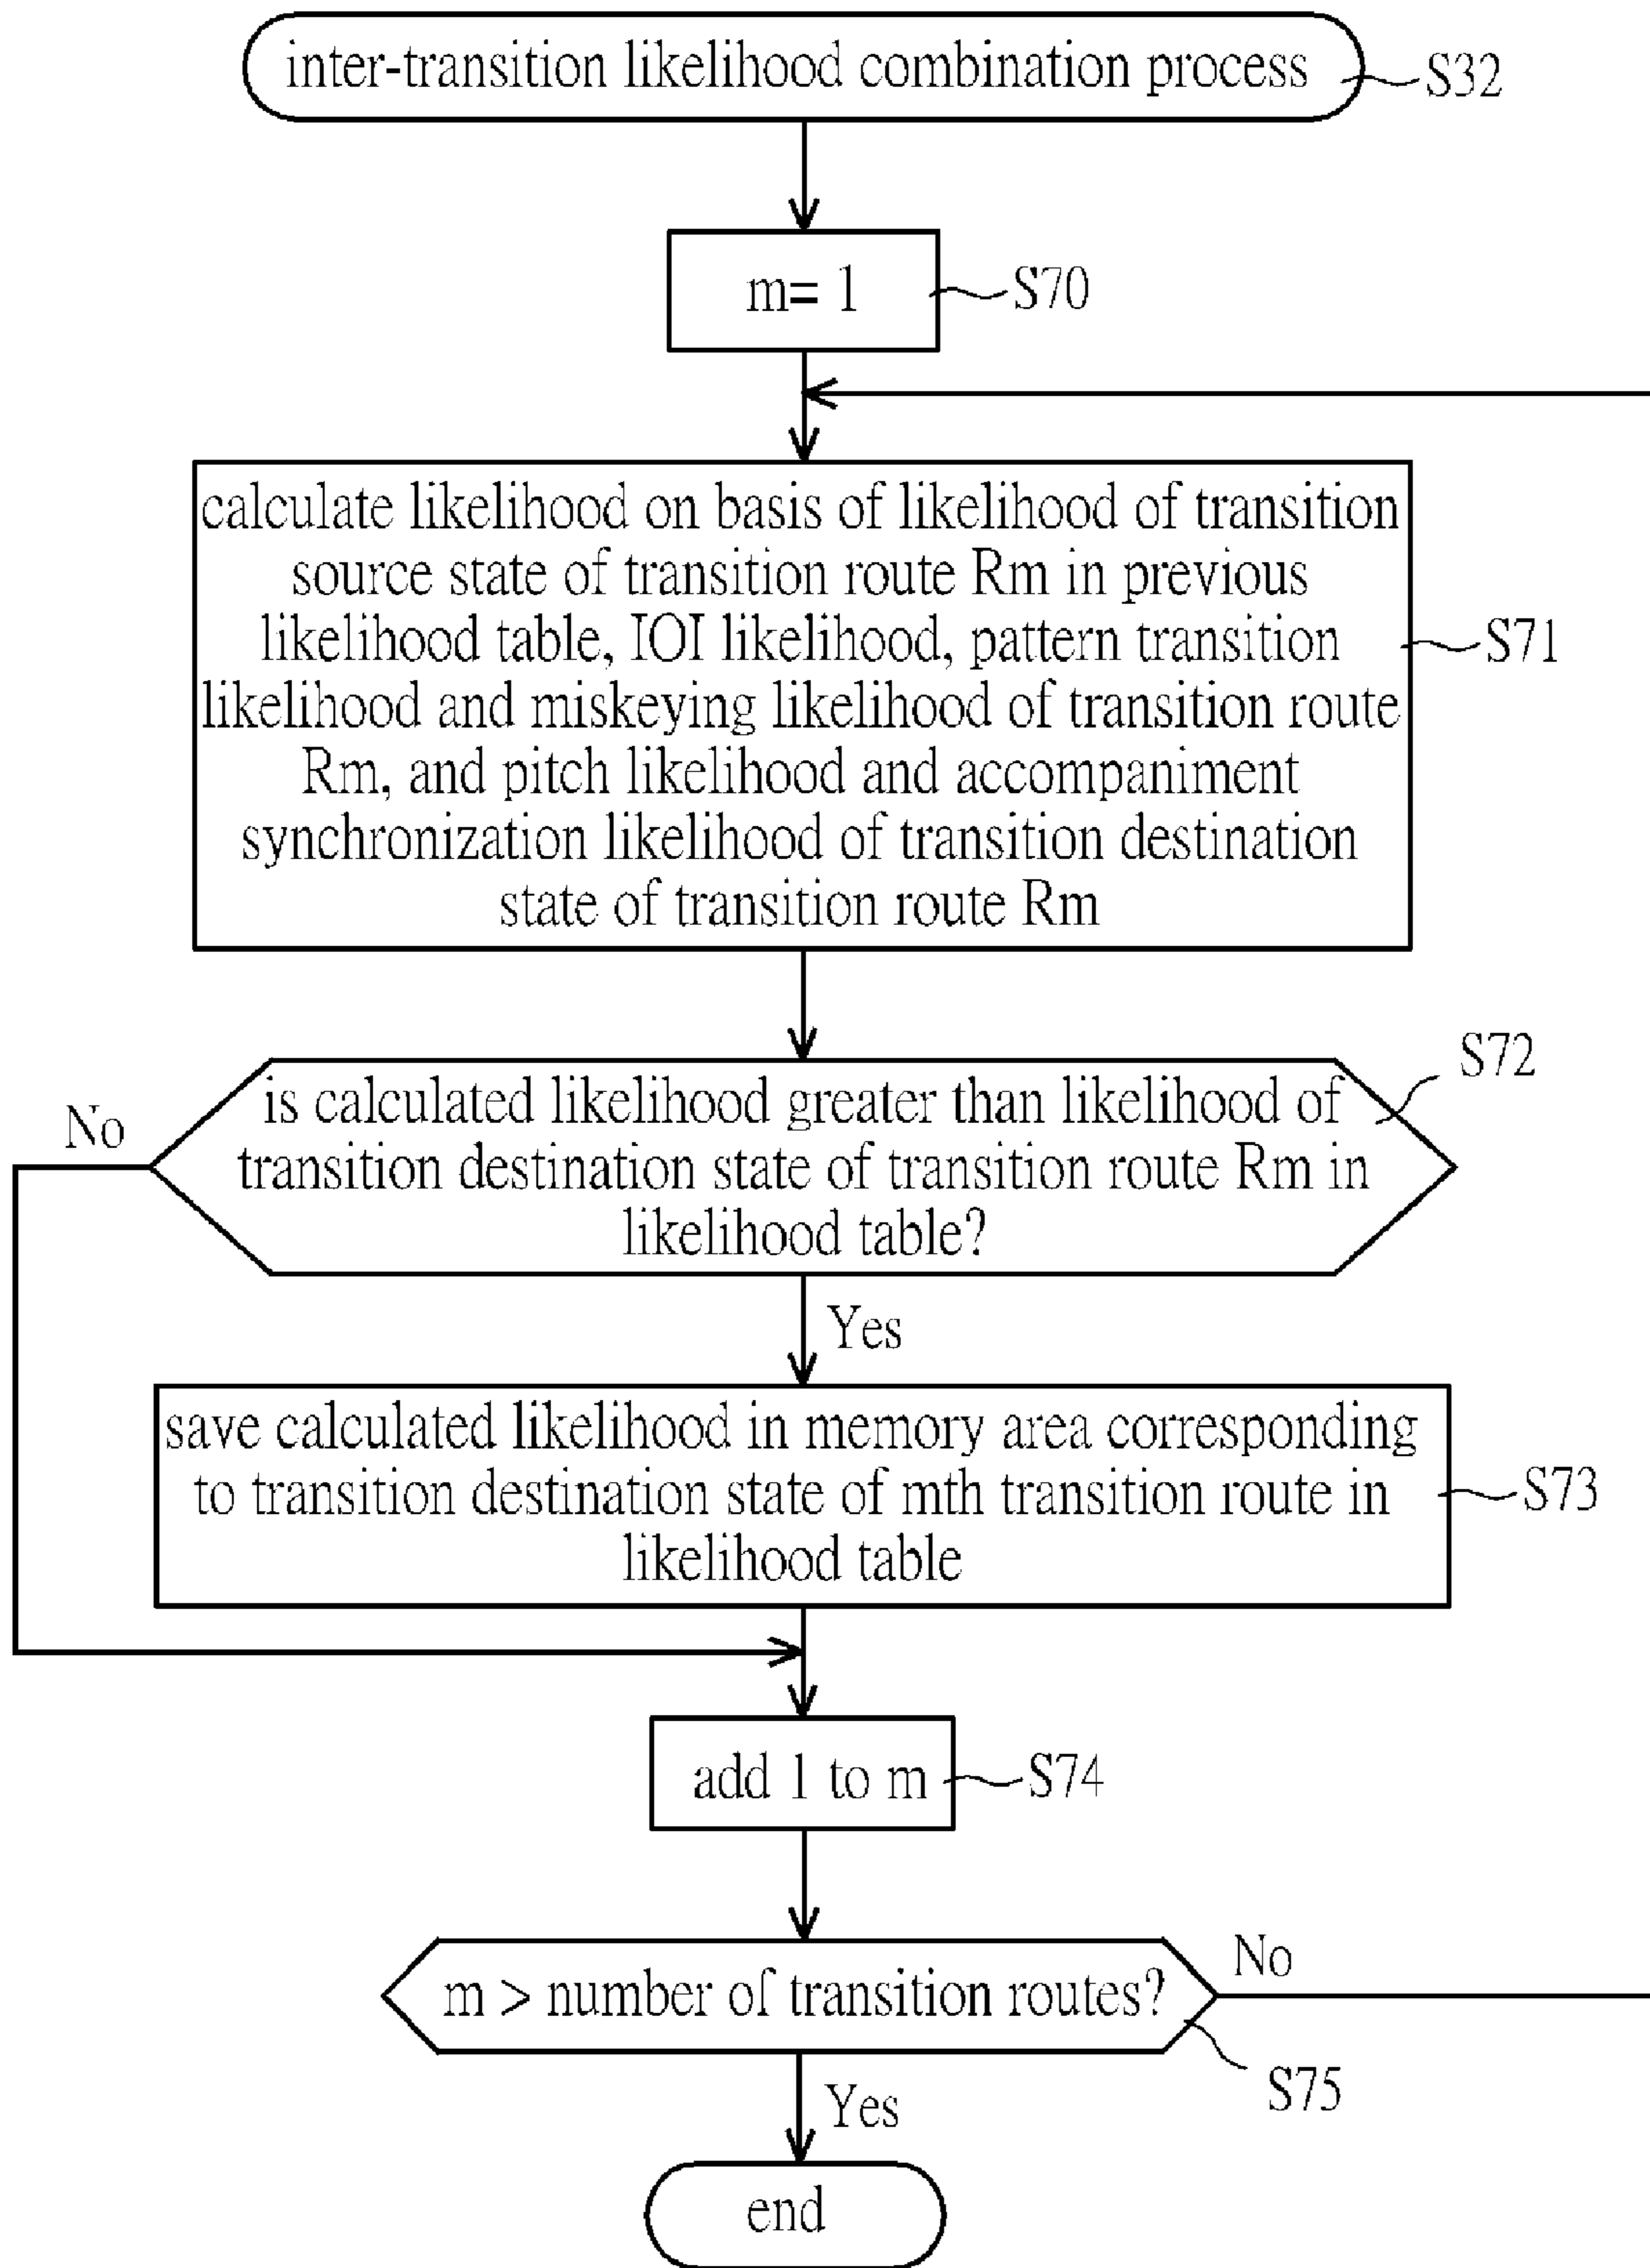 inter-transition likelihood combination process
S32
m= 1
S70
calculate likelihood on basis of likelihood of transition
source state of transition route Rm in previous
likelihood table, IOI likelihood, pattern transition
likelihood and miskeying likelihood of transition route
Rm, and pitch likelihood and accompaniment
synchronization likelihood of transition destination
state of transition route Rm
S71
is calculated likelihood greater than likelihood of
transition destination state of transition route Rm in
likelihood table?
S72
No
Yes
save calculated likelihood in memory area corresponding
to transition destination state of mth transition route in
likelihood table
S73
add 1 to m
S74
m > number of transition routes?
No
S75
Yes
end